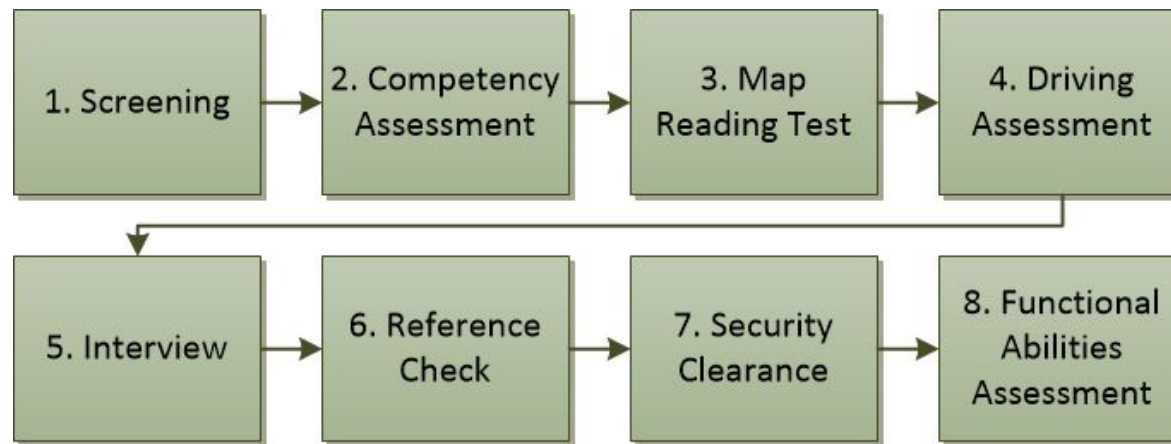 1. Screening
2. Competency
Assessment
3. Map
Reading Test
4. Driving
Assessment
5. Interview
6. Reference
Check
7. Security
Clearance
8. Functional
Abilities
Assessment